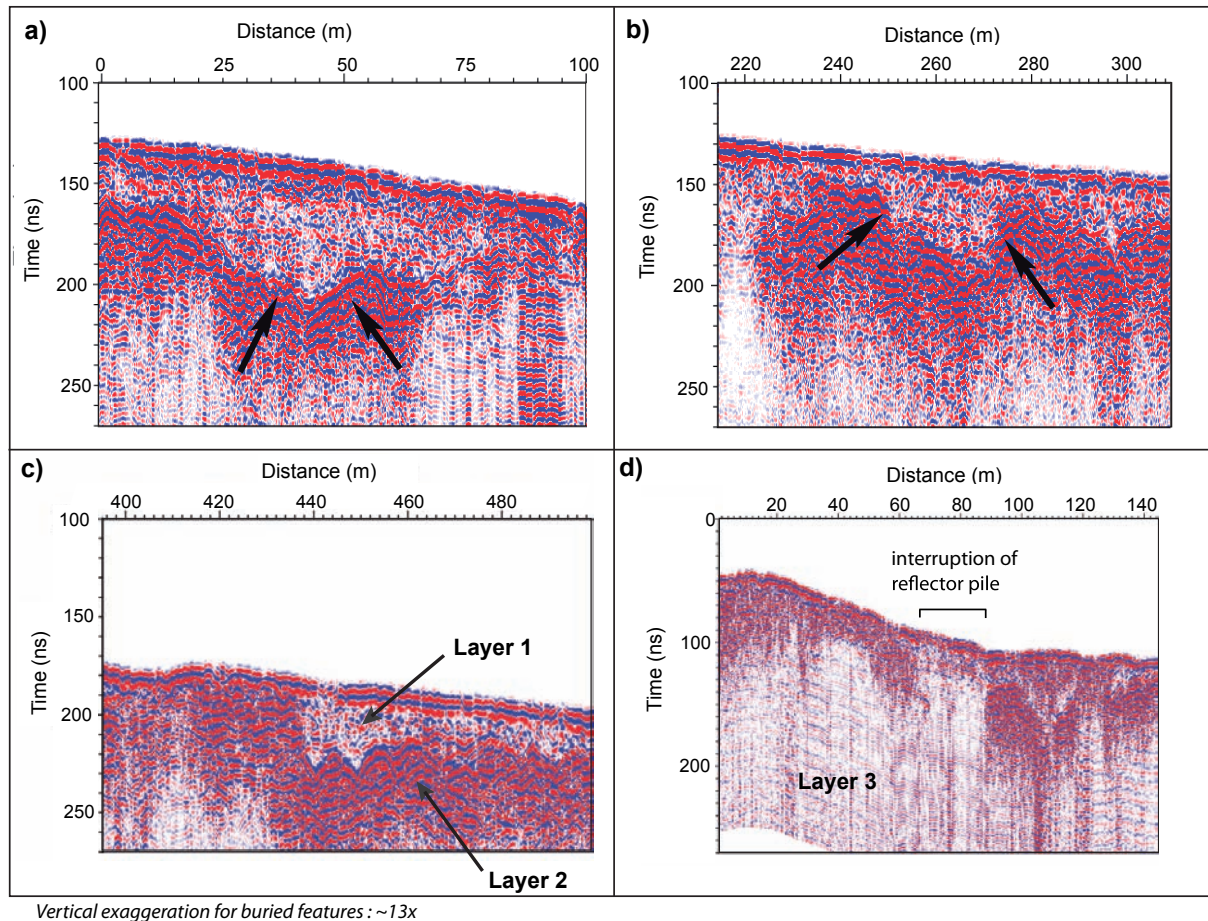 a)
Distance (m)
0 25 50 75 100
100
150
200
250
Time (ns)
b)
Distance (m)
220 240 260 280 300
100
150
200
250
Time (ns)
c)
Distance (m)
400 420 440 460 480
100
150
200
250
Time (ns)
Layer 1
Layer 2
d)
Distance (m)
20 40 60 80 100 120 140
0
100
200
Time (ns)
interruption of
reflector pile
Layer 3
Vertical exaggeration for buried features : ~13x